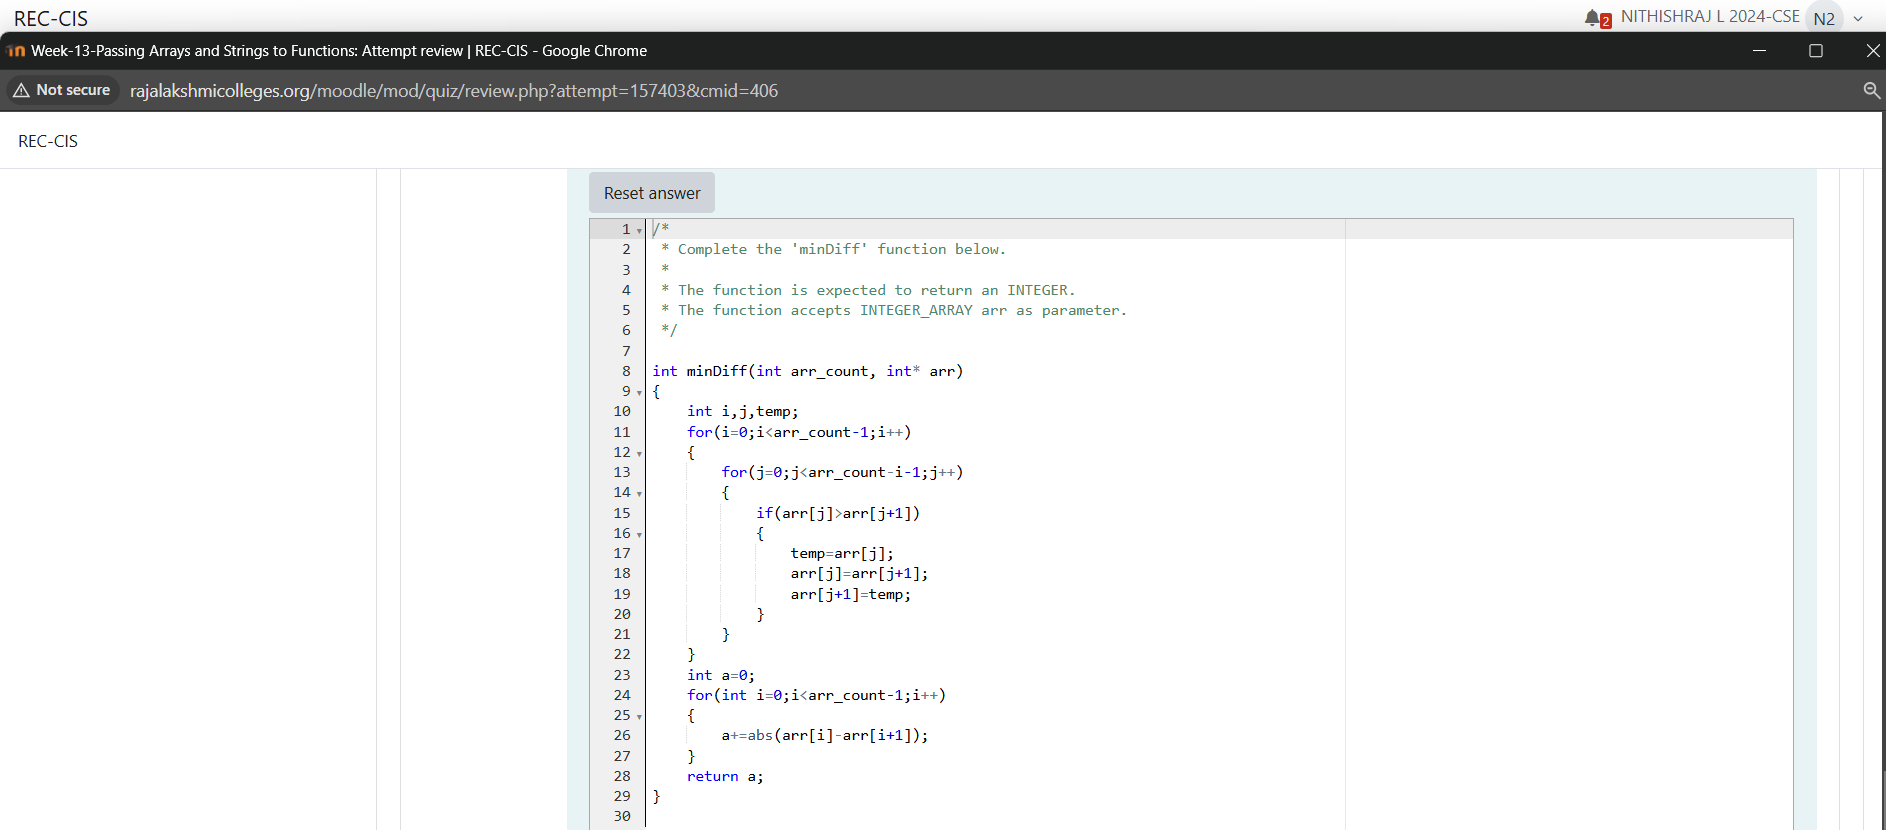 REC-CIS
2 NITHISHRAJ L 2024-CSE N2
Week-13-Passing Arrays and Strings to Functions: Attempt review | REC-CIS - Google Chrome
Not secure rajalakshmicolleges.org/moodle/mod/quiz/review.php?attempt=157403&cmid=406
REC-CIS
Reset answer
1 /*
2  * Complete the 'minDiff' function below.
3  *
4  * The function is expected to return an INTEGER.
5  * The function accepts INTEGER_ARRAY arr as parameter.
6  */
7
8 int minDiff(int arr_count, int* arr)
9 {
10     int i,j,temp;
11     for(i=0;i<arr_count-1;i++)
12     {
13         for(j=0;j<arr_count-i-1;j++)
14         {
15             if(arr[j]>arr[j+1])
16             {
17                 temp=arr[j];
18                 arr[j]=arr[j+1];
19                 arr[j+1]=temp;
20             }
21         }
22     }
23     int a=0;
24     for(int i=0;i<arr_count-1;i++)
25     {
26         a+=abs(arr[i]-arr[i+1]);
27     }
28     return a;
29 }
30